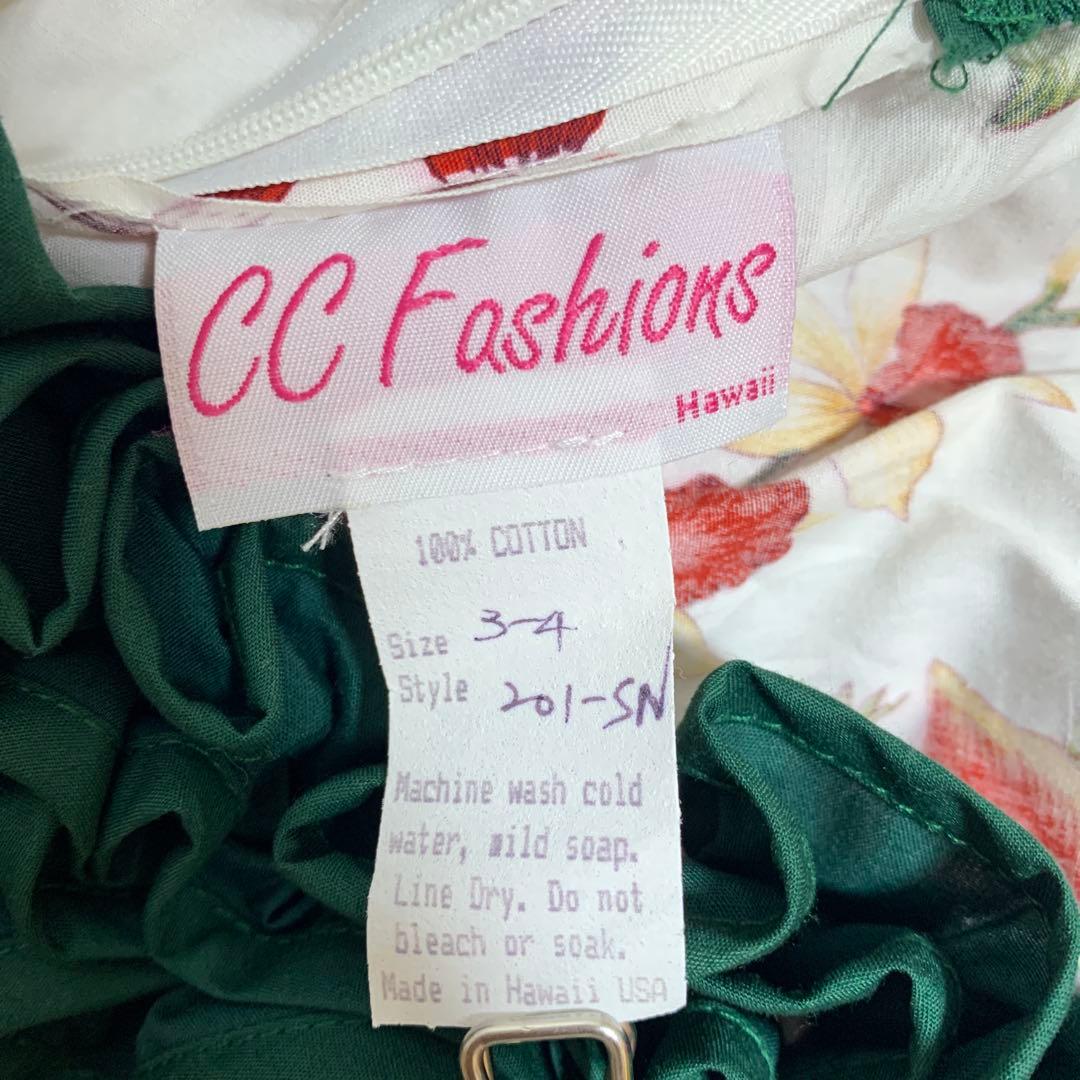 CC Fashions
Hawaii
100% COTTON
Size 3-4
Style 201-SN
Machine wash cold
water, mild soap.
Line Dry. Do not
bleach or soak.
Made in Hawaii USA